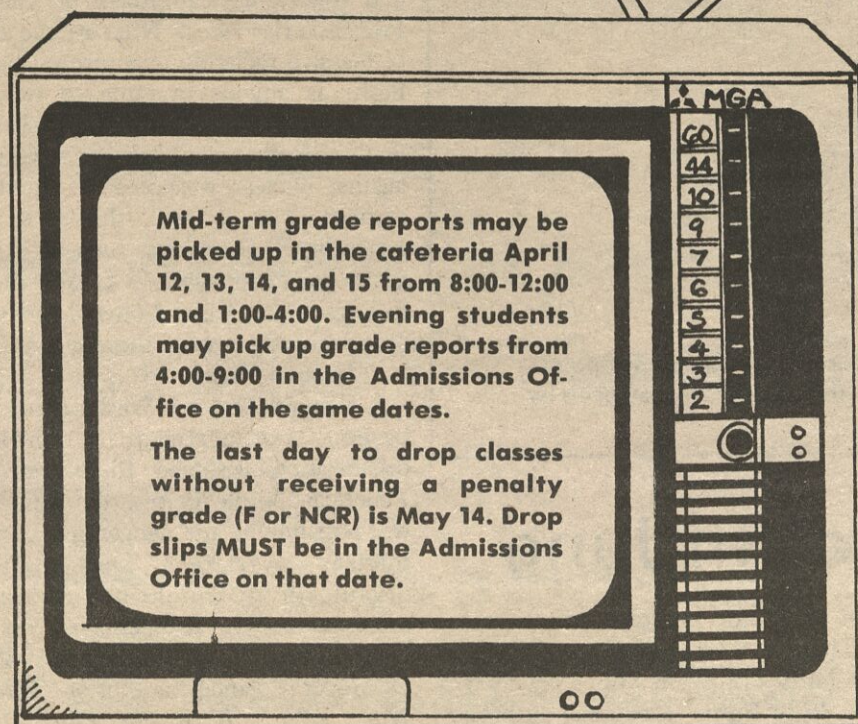 MGA
60
44
10
9
7
6
5
4
3
2
Mid-term grade reports may be
picked up in the cafeteria April
12, 13, 14, and 15 from 8:00-12:00
and 1:00-4:00. Evening students
may pick up grade reports from
4:00-9:00 in the Admissions Of-
fice on the same dates.
The last day to drop classes
without receiving a penalty
grade (F or NCR) is May 14. Drop
slips MUST be in the Admissions
Office on that date.